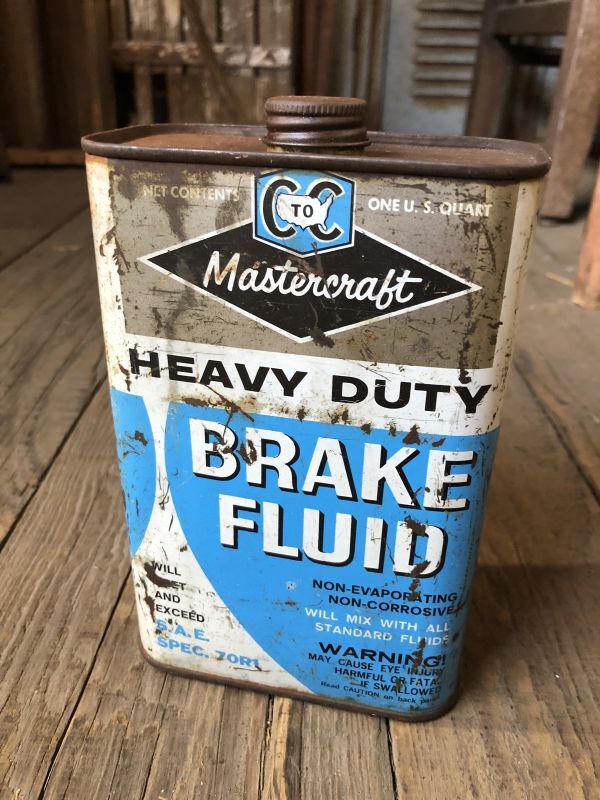 NET CONTENTS
ONE U. S. QUART
C TO C
Mastercraft
HEAVY DUTY
BRAKE
FLUID
WILL
AND
EXCEED
S.A.E
SPEC. 70R1
NON-EVAPORATING
NON-CORROSIVE
WILL MIX WITH ALL
STANDARD FLUIDS
WARNING!
MAY CAUSE EYE INJURY
HARMFUL OR FATAL
IF SWALLOWED
Read CAUTION on back panel